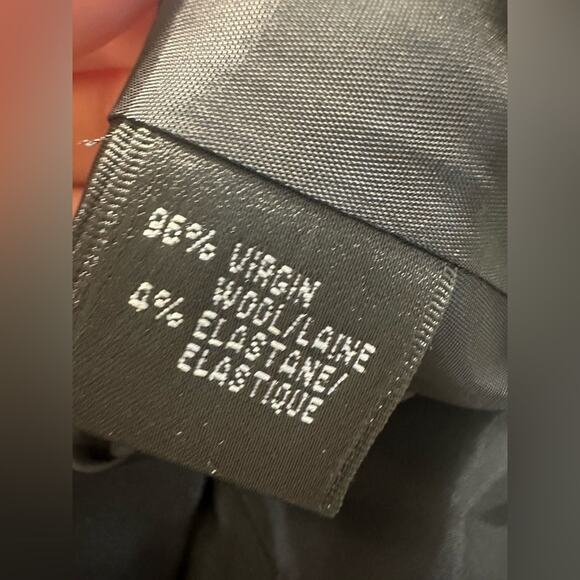 96% VIRGIN
WOOL/LAINE
4% ELASTANE/
ELASTIQUE